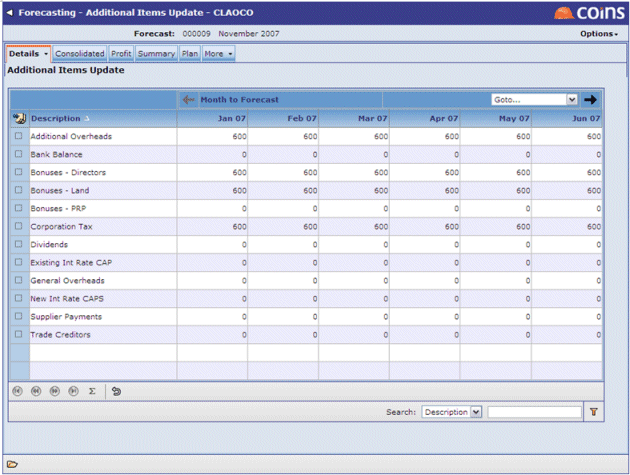 Forecasting - Additional Items Update - CLAOCO coins
Forecast: 000009 November 2007 Options
Details Consolidated Profit Summary Plan More
Additional Items Update
Month to Forecast Goto...
Description Jan 07 Feb 07 Mar 07 Apr 07 May 07 Jun 07
Additional Overheads 600 600 600 600 600 600
Bank Balance 0 0 0 0 0 0
Bonuses - Directors 600 600 600 600 600 600
Bonuses - Land 600 600 600 600 600 600
Bonuses - PRP 0 0 0 0 0 0
Corporation Tax 600 600 600 600 600 600
Dividends 0 0 0 0 0 0
Existing Int Rate CAP 0 0 0 0 0 0
General Overheads 0 0 0 0 0 0
New Int Rate CAPS 0 0 0 0 0 0
Supplier Payments 0 0 0 0 0 0
Trade Creditors 0 0 0 0 0 0
Σ
Search: Description